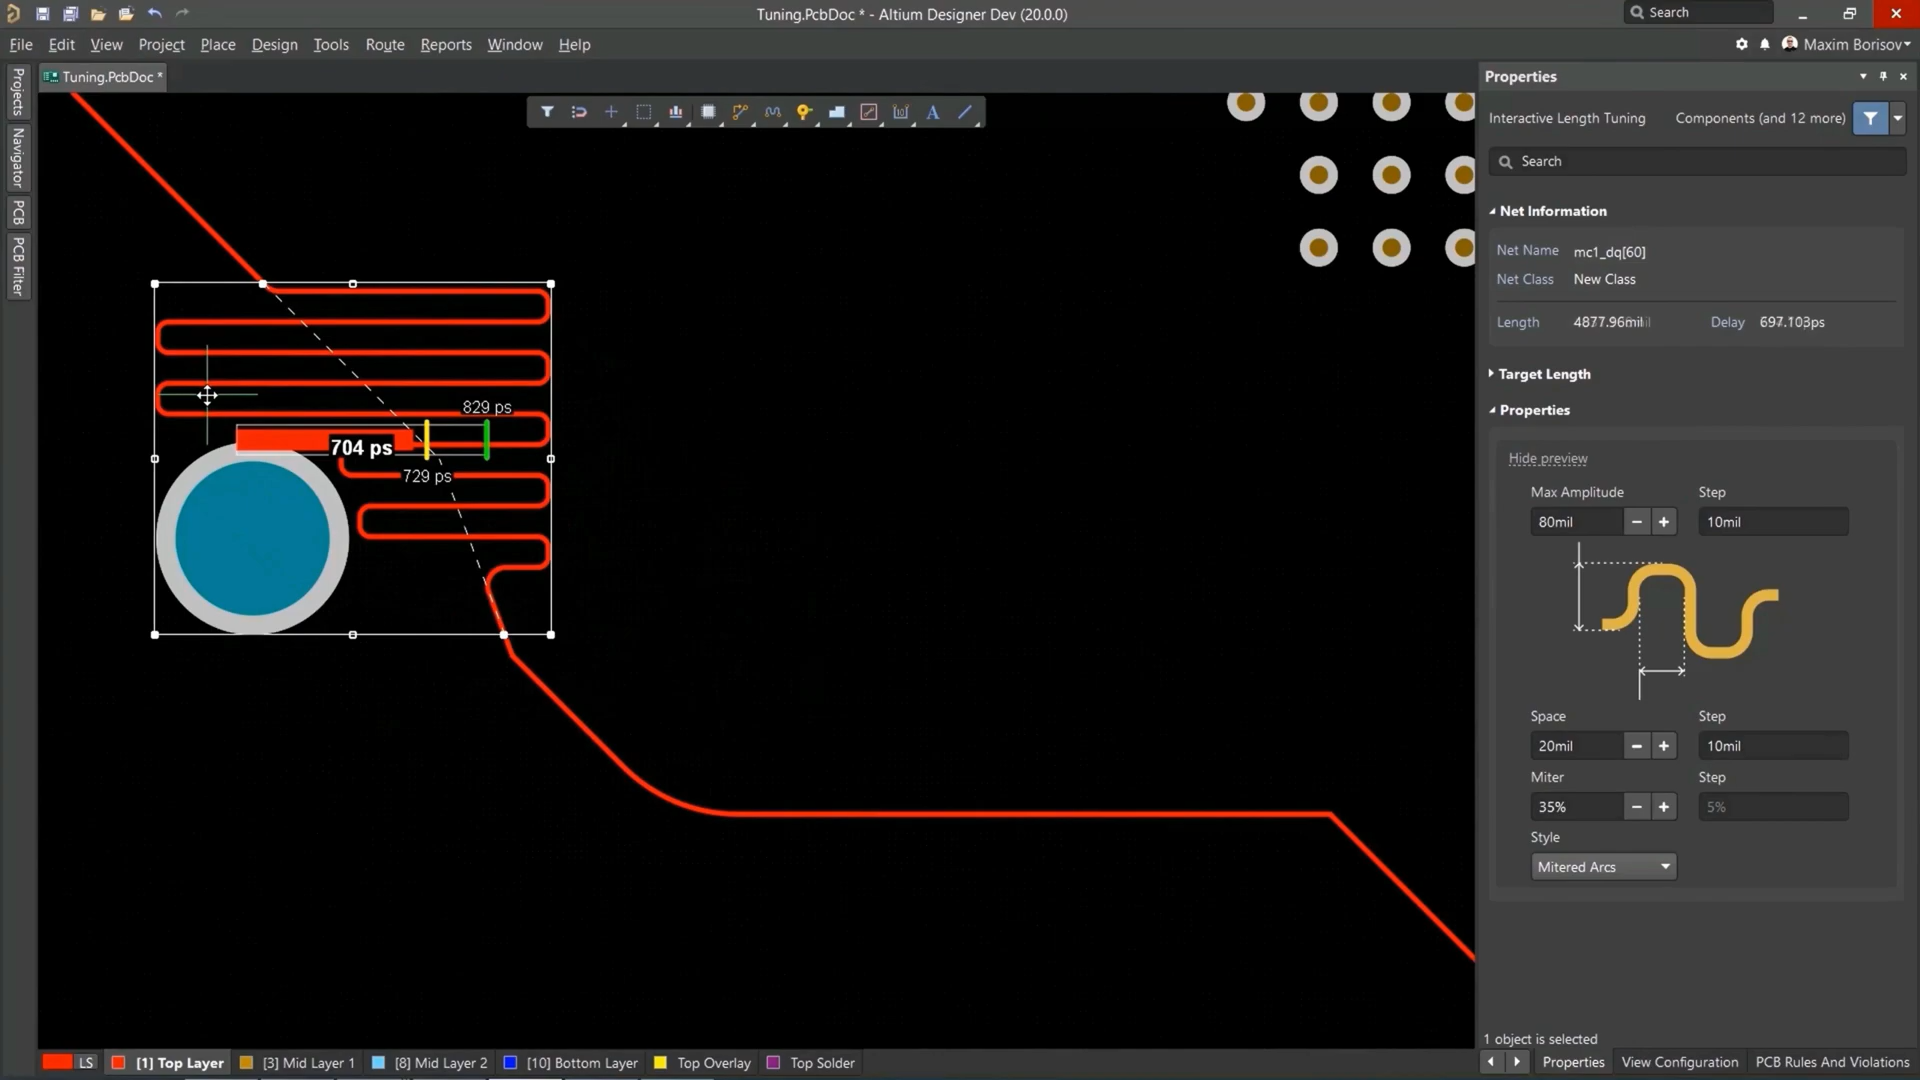 Tuning.PcbDoc * - Altium Designer Dev (20.0.0)
Search
File Edit View Project Place Design Tools Route Reports Window Help
Maxim Borisov
Projects
Navigator
PCB
PCB Filter
Tuning.PcbDoc *
829 ps
704 ps
729 ps
Properties
Interactive Length Tuning Components (and 12 more)
Search
Net Information
Net Name mc1_dq[60]
Net Class New Class
Length 4877.96mil Delay 697.103ps
Target Length
Properties
Hide preview
Max Amplitude Step
80mil 10mil
Space Step
20mil 10mil
Miter Step
35% 5%
Style
Mitered Arcs
1 object is selected
LS [1] Top Layer [3] Mid Layer 1 [8] Mid Layer 2 [10] Bottom Layer Top Overlay Top Solder
Properties View Configuration PCB Rules And Violations